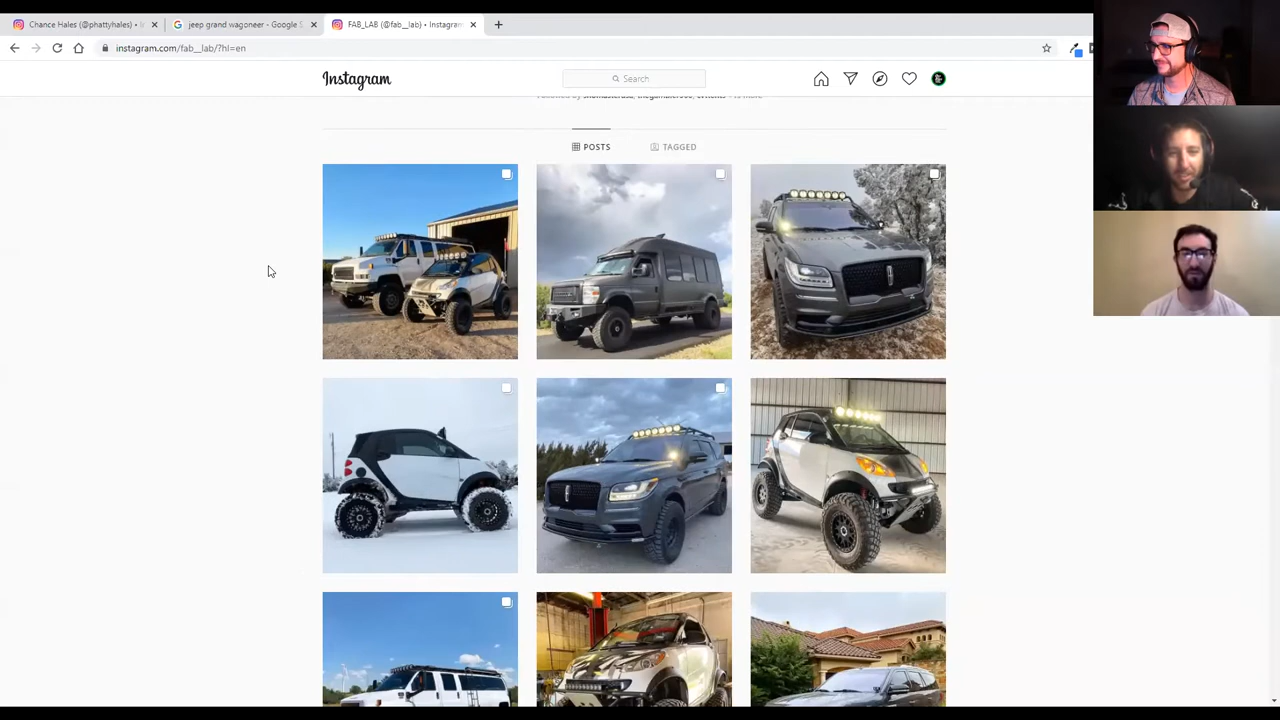 Chance Hales (@phattyhales) • I
jeep grand wagoneer - Google S
FAB_LAB (@fab__lab) • Instagram
instagram.com/fab__lab/?hl=en
Instagram
Search
POSTS
TAGGED